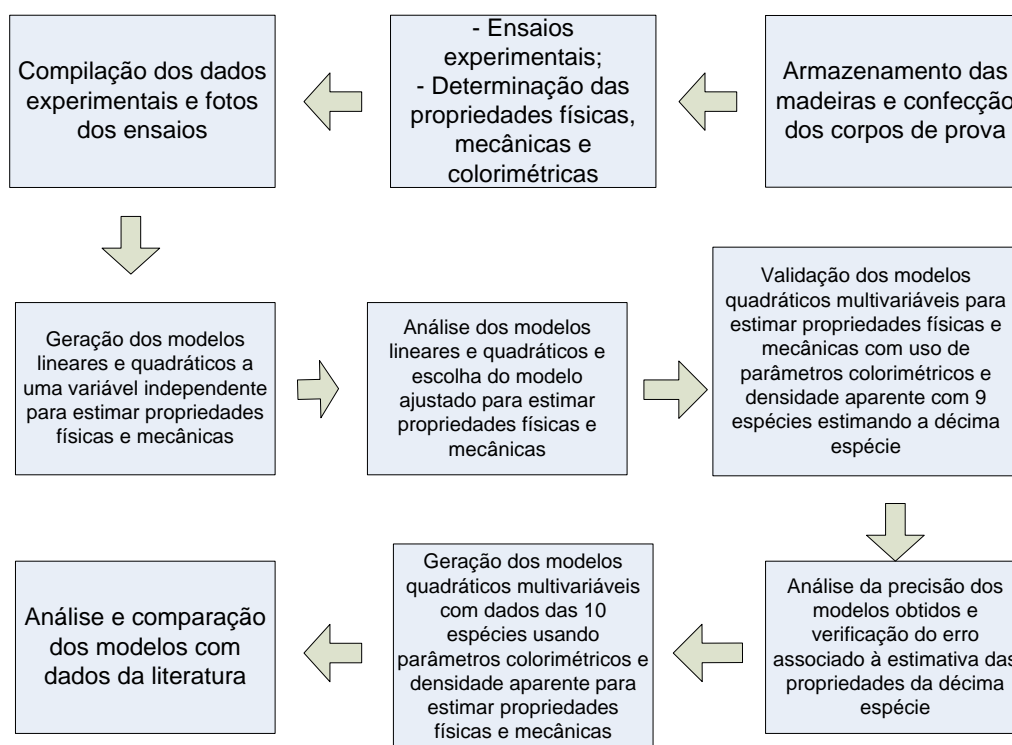 Compilação dos dados
experimentais e fotos
dos ensaios
- Ensaios
experimentais;
- Determinação das
propriedades físicas,
mecânicas e
colorimétricas
Armazenamento das
madeiras e confecção
dos corpos de prova
Geração dos modelos
lineares e quadráticos a
uma variável independente
para estimar propriedades
físicas e mecânicas
Análise dos modelos
lineares e quadráticos e
escolha do modelo
ajustado para estimar
propriedades físicas e
mecânicas
Validação dos modelos
quadráticos multivariáveis para
estimar propriedades físicas e
mecânicas com uso de
parâmetros colorimétricos e
densidade aparente com 9
espécies estimando a décima
espécie
Análise e comparação
dos modelos com
dados da literatura
Geração dos modelos
quadráticos multivariáveis
com dados das 10
espécies usando
parâmetros colorimétricos e
densidade aparente para
estimar propriedades
físicas e mecânicas
Análise da precisão dos
modelos obtidos e
verificação do erro
associado à estimativa das
propriedades da décima
espécie